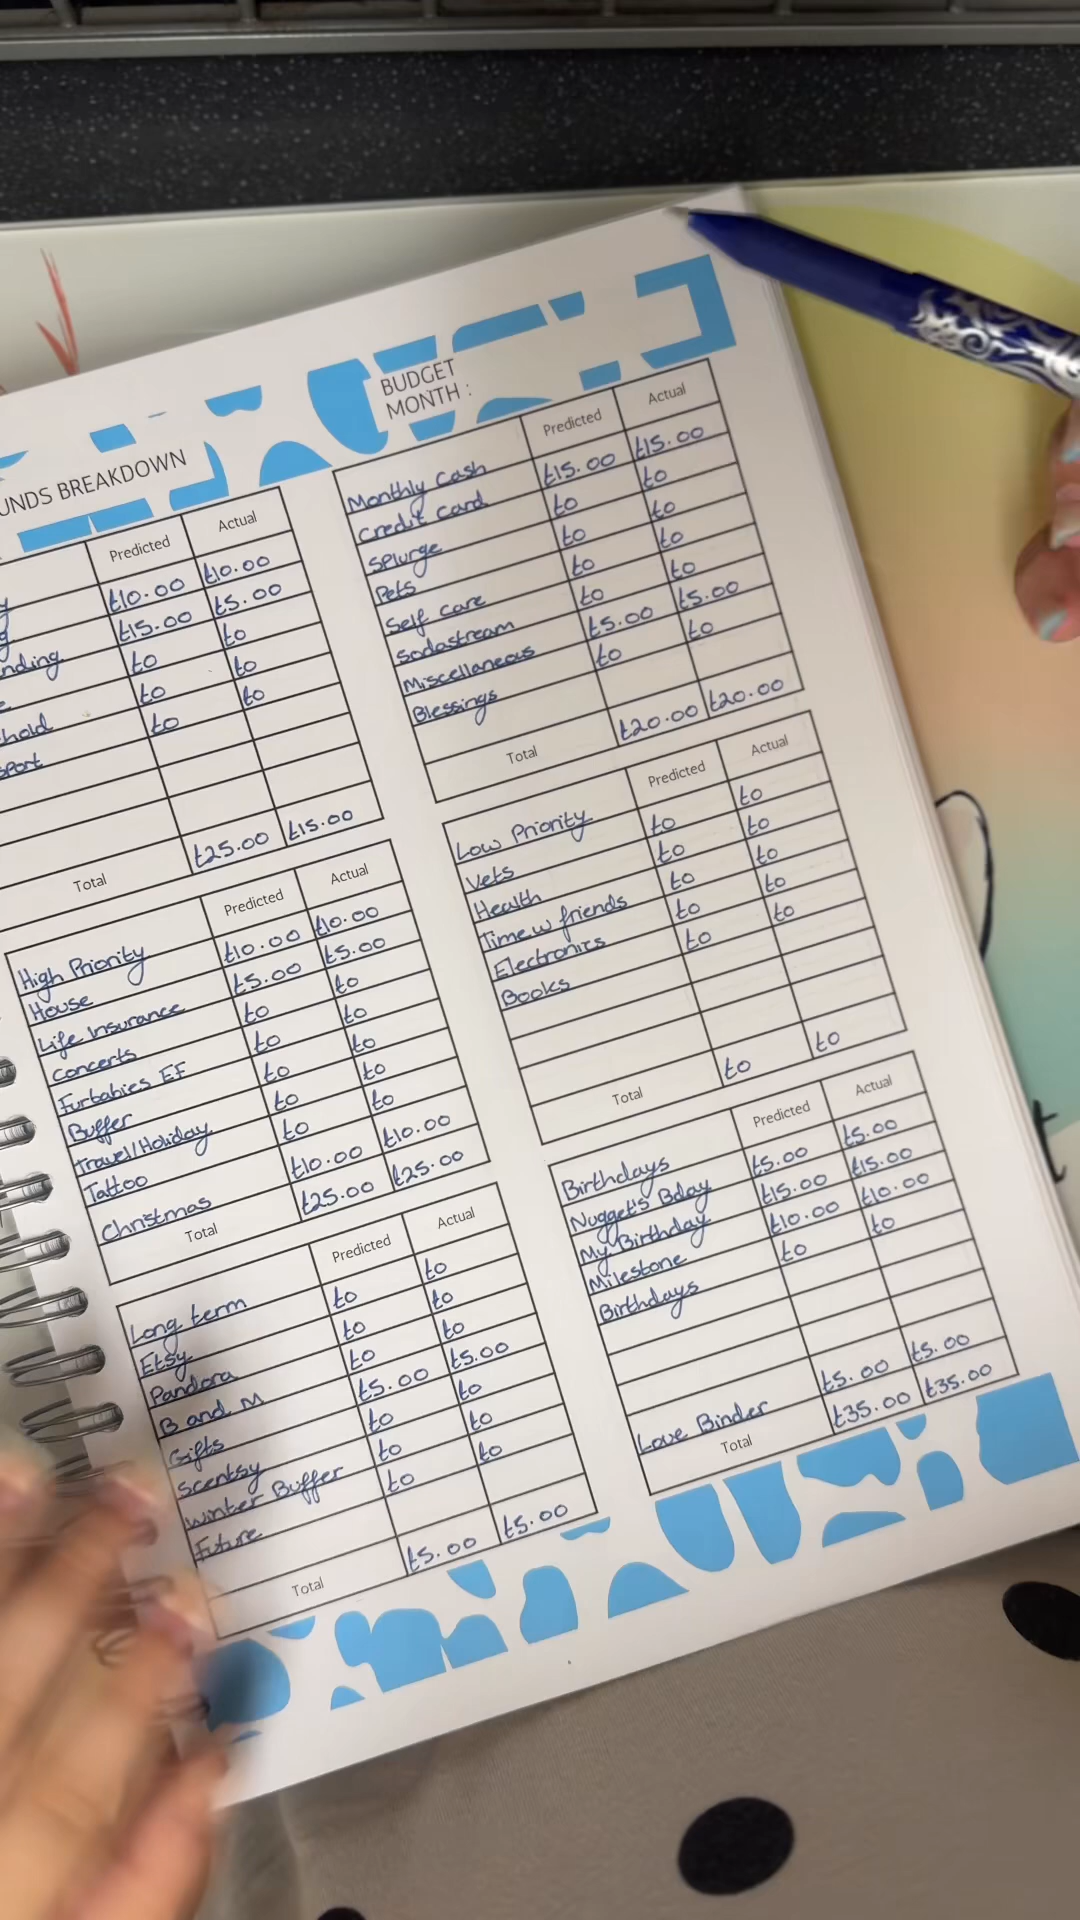 UNDS BREAKDOWN
Predicted Actual
£10.00 £10.00
nding £15.00 £5.00
£0 £0
hold £0 £0
sport £0 £0
Total £25.00 £15.00
High Priority Predicted Actual
House £10.00 £10.00
Life Insurance £5.00 £5.00
Concerts £0 £0
Furbabies EF £0 £0
Buffer £0 £0
Travel/Holiday £0 £0
Tattoo £0 £0
Christmas £10.00 £10.00
Total £25.00 £25.00
Long term Predicted Actual
Etsy £0 £0
Pandora £0 £0
B and M £0 £0
Gifts £5.00 £5.00
Scentsy £0 £0
Winter Buffer £0 £0
Future £0 £0
Total £5.00 £5.00
BUDGET
MONTH :
Monthly Cash Predicted Actual
Credit Card £15.00 £15.00
Splurge £0 £0
Pets £0 £0
Self care £0 £0
Sodastream £0 £0
Miscellaneous £5.00 £5.00
Blessings £0 £0
Total £20.00 £20.00
Low Priority Predicted Actual
Vets £0 £0
Health £0 £0
Time w friends £0 £0
Electronics £0 £0
Books £0 £0
Total £0 £0
Birthdays Predicted Actual
Nugget's Bday £5.00 £5.00
My Birthday £15.00 £15.00
Milestone £10.00 £10.00
Birthdays £0 £0
Love Binder £5.00 £5.00
Total £35.00 £35.00